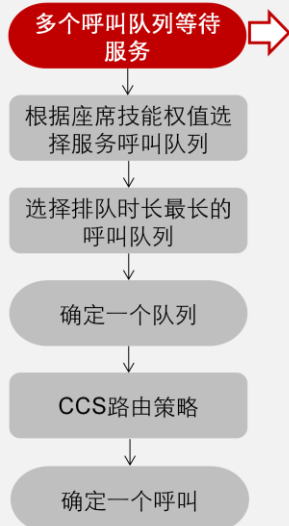 多个呼叫队列等待
服务
根据座席技能权值选
择服务呼叫队列
选择排队时长最长的
呼叫队列
确定一个队列
CCS路由策略
确定一个呼叫